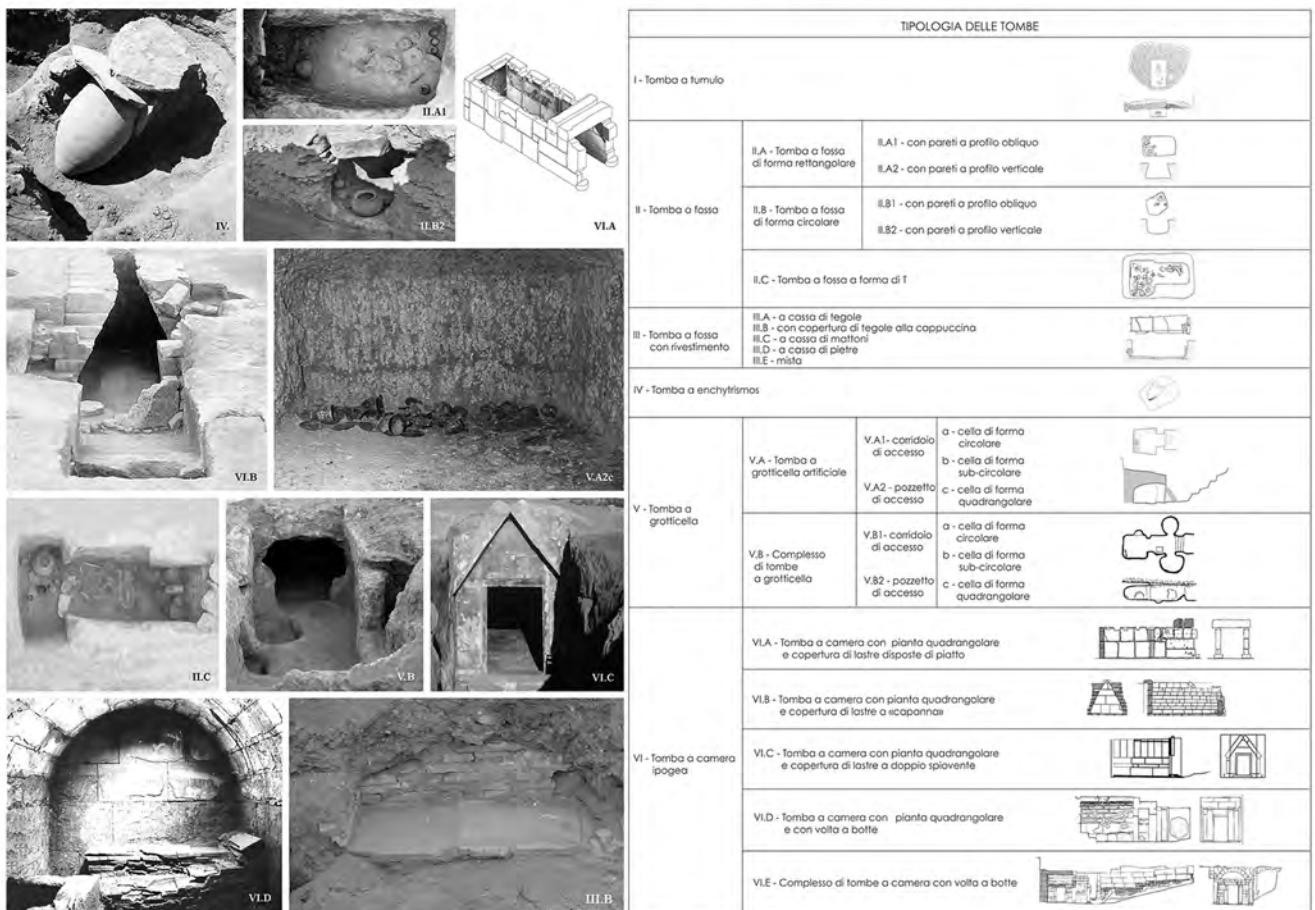 IV.
II.A1
II.B2
VI.A
VI.B
V.A2c
II.C
V.B
VI.C
VI.D
III.B
TIPOLOGIA DELLE TOMBE
I - Tomba a tumulo
II - Tomba a fossa
II.A - Tomba a fossa
di forma rettangolare
II.A1 - con pareti a profilo obliquo
II.A2 - con pareti a profilo verticale
II.B - Tomba a fossa
di forma circolare
II.B1 - con pareti a profilo obliquo
II.B2 - con pareti a profilo verticale
II.C - Tomba a fossa a forma di T
III - Tomba a fossa
con rivestimento
III.A - a cassa di tegole
III.B - con copertura di tegole alla cappuccina
III.C - a cassa di mattoni
III.D - a cassa di pietre
III.E - mista
IV - Tomba a enchytrismos
V - Tomba a
grotticella
V.A - Tomba a
grotticella artificiale
V.A1- corridoio
di accesso
V.A2 - pozzetto
di accesso
a - cella di forma
circolare
b - cella di forma
sub-circolare
c - cella di forma
quadrangolare
V.B - Complesso
di tombe
a grotticella
V.B1- corridoio
di accesso
V.B2 - pozzetto
di accesso
a - cella di forma
circolare
b - cella di forma
sub-circolare
c - cella di forma
quadrangolare
VI - Tomba a camera
ipogea
VI.A - Tomba a camera con pianta quadrangolare
e copertura di lastre disposte di piatto
VI.B - Tomba a camera con pianta quadrangolare
e copertura di lastre a «capanna»
VI.C - Tomba a camera con pianta quadrangolare
e copertura di lastre a doppio spiovente
VI.D - Tomba a camera con pianta quadrangolare
e con volta a botte
VI.E - Complesso di tombe a camera con volta a botte